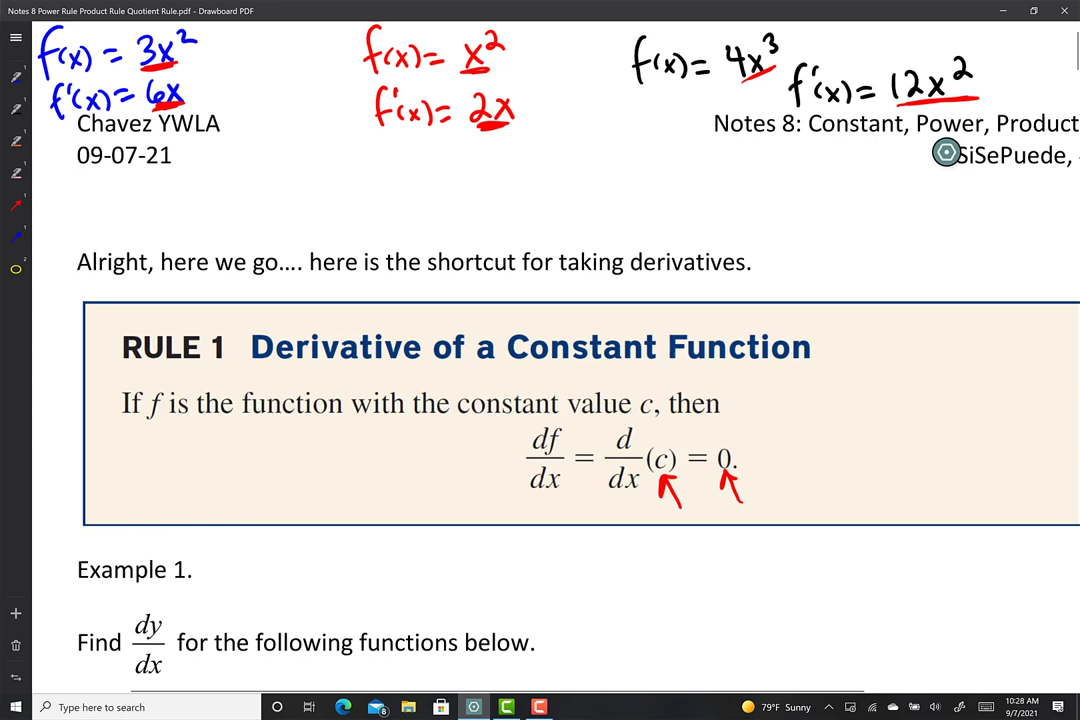 Notes 8 Power Rule Product Rule Quotient Rule.pdf - Drawboard PDF
f(x) = 3x² f(x) = x² f(x) = 4x³
f'(x) = 6x f'(x) = 2x f'(x) = 12x²
Chavez YWLA Notes 8: Constant, Power, Product
09-07-21 SiSePuede,
Alright, here we go.... here is the shortcut for taking derivatives.
RULE 1 Derivative of a Constant Function
If f is the function with the constant value c, then
df/dx = d/dx (c) = 0.
Example 1.
Find dy/dx for the following functions below.
Type here to search 8 79°F Sunny 10:28 AM
9/7/2021